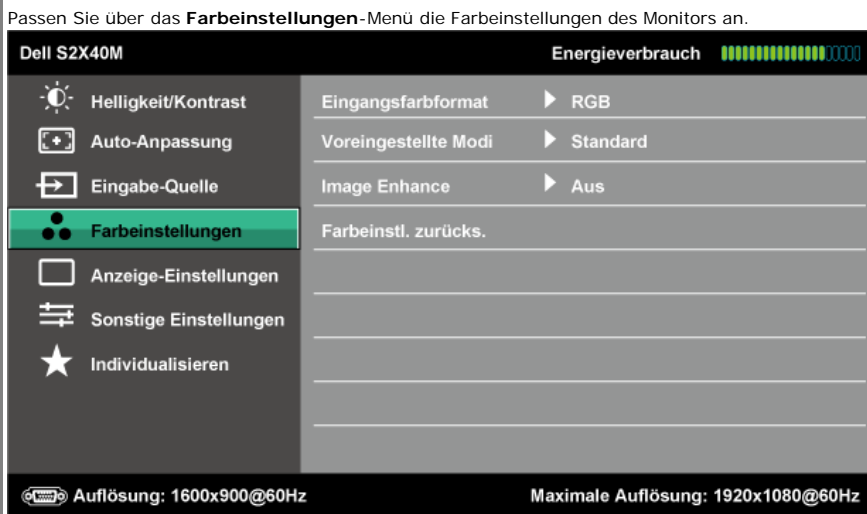 Passen Sie über das Farbeinstellungen-Menü die Farbeinstellungen des Monitors an.
Dell S2X40M Energieverbrauch
Helligkeit/Kontrast Eingangsfarbformat RGB
Auto-Anpassung Voreingestellte Modi Standard
Eingabe-Quelle Image Enhance Aus
Farbeinstellungen Farbeinstl. zurücks.
Anzeige-Einstellungen
Sonstige Einstellungen
Individualisieren
Auflösung: 1600x900@60Hz Maximale Auflösung: 1920x1080@60Hz